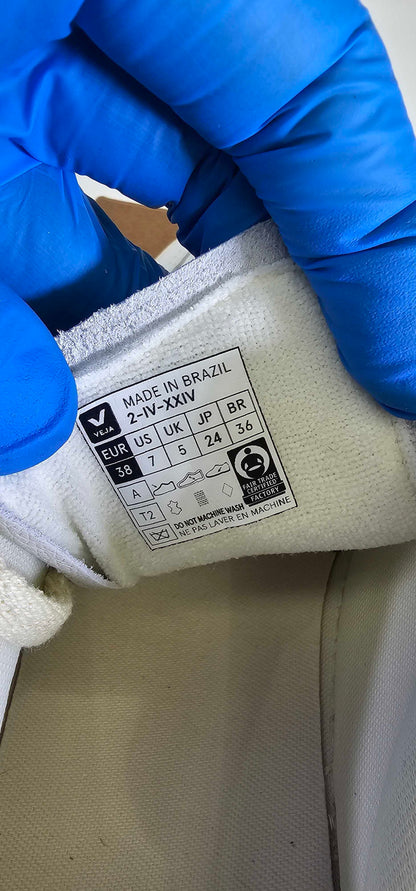 VEJA
MADE IN BRAZIL
2-IV-XXIV
EUR US UK JP BR
38 7 5 24 36
A
T2
FAIR TRADE
CERTIFIED
FACTORY
DO NOT MACHINE WASH
NE PAS LAVER EN MACHINE